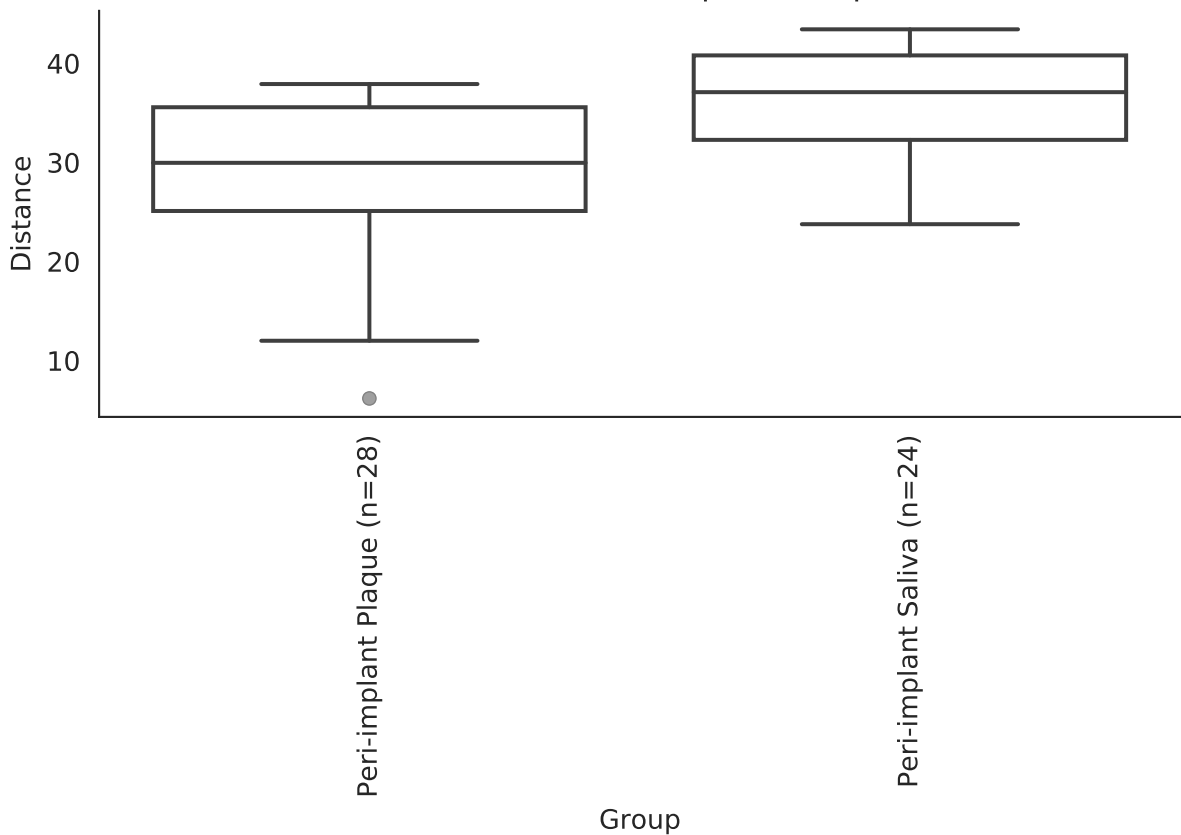 Distance
40
30
20
10
Peri-implant Plaque (n=28)
Peri-implant Saliva (n=24)
Group